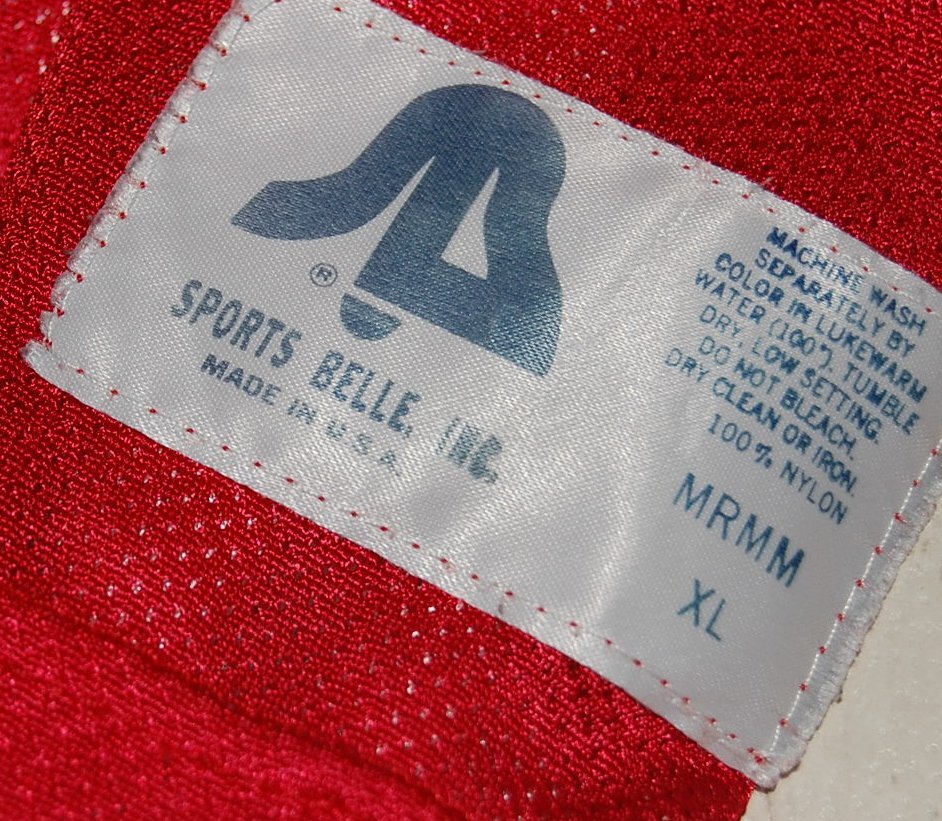 ®
SPORTS BELLE, INC.
MADE IN U.S.A.
MACHINE WASH
SEPARATELY BY
COLOR IN LUKEWARM
WATER (100°). TUMBLE
DRY, LOW SETTING.
DO NOT BLEACH.
DRY CLEAN OR IRON.
100% NYLON
MRMM
XL